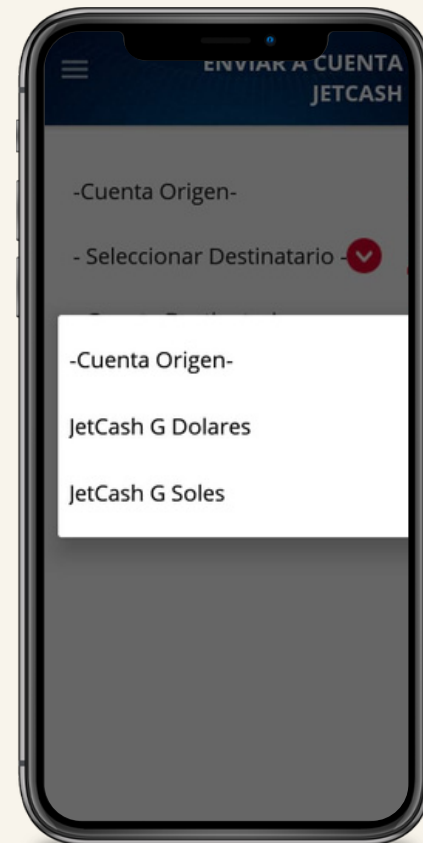 ENVIAR A CUENTA
JETCASH
-Cuenta Origen-
- Seleccionar Destinatario -
-Cuenta Origen-
JetCash G Dolares
JetCash G Soles